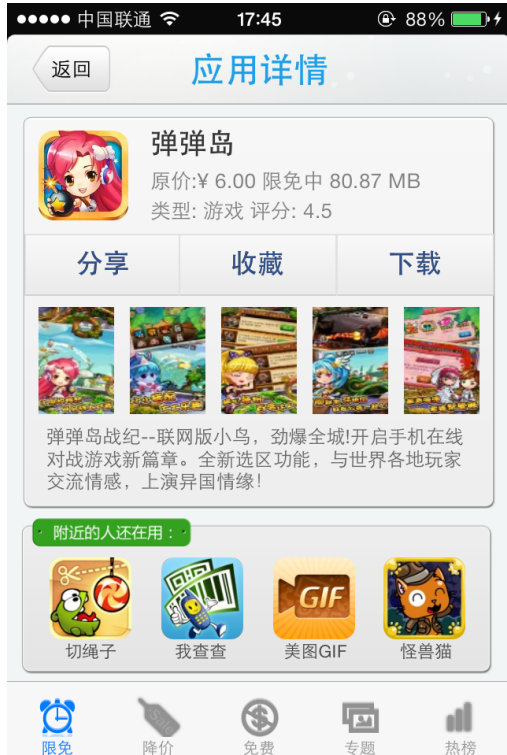 中国联通 17:45 88%
返回 应用详情
弹弹岛
原价:¥ 6.00 限免中 80.87 MB
类型: 游戏 评分: 4.5
分享 收藏 下载
弹弹岛战纪--联网版小鸟，劲爆全城!开启手机在线
对战游戏新篇章。全新选区功能，与世界各地玩家
交流情感，上演异国情缘!
附近的人还在用：
GIF
切绳子 我查查 美图GIF 怪兽猫
Sale
限免 降价 免费 专题 热榜